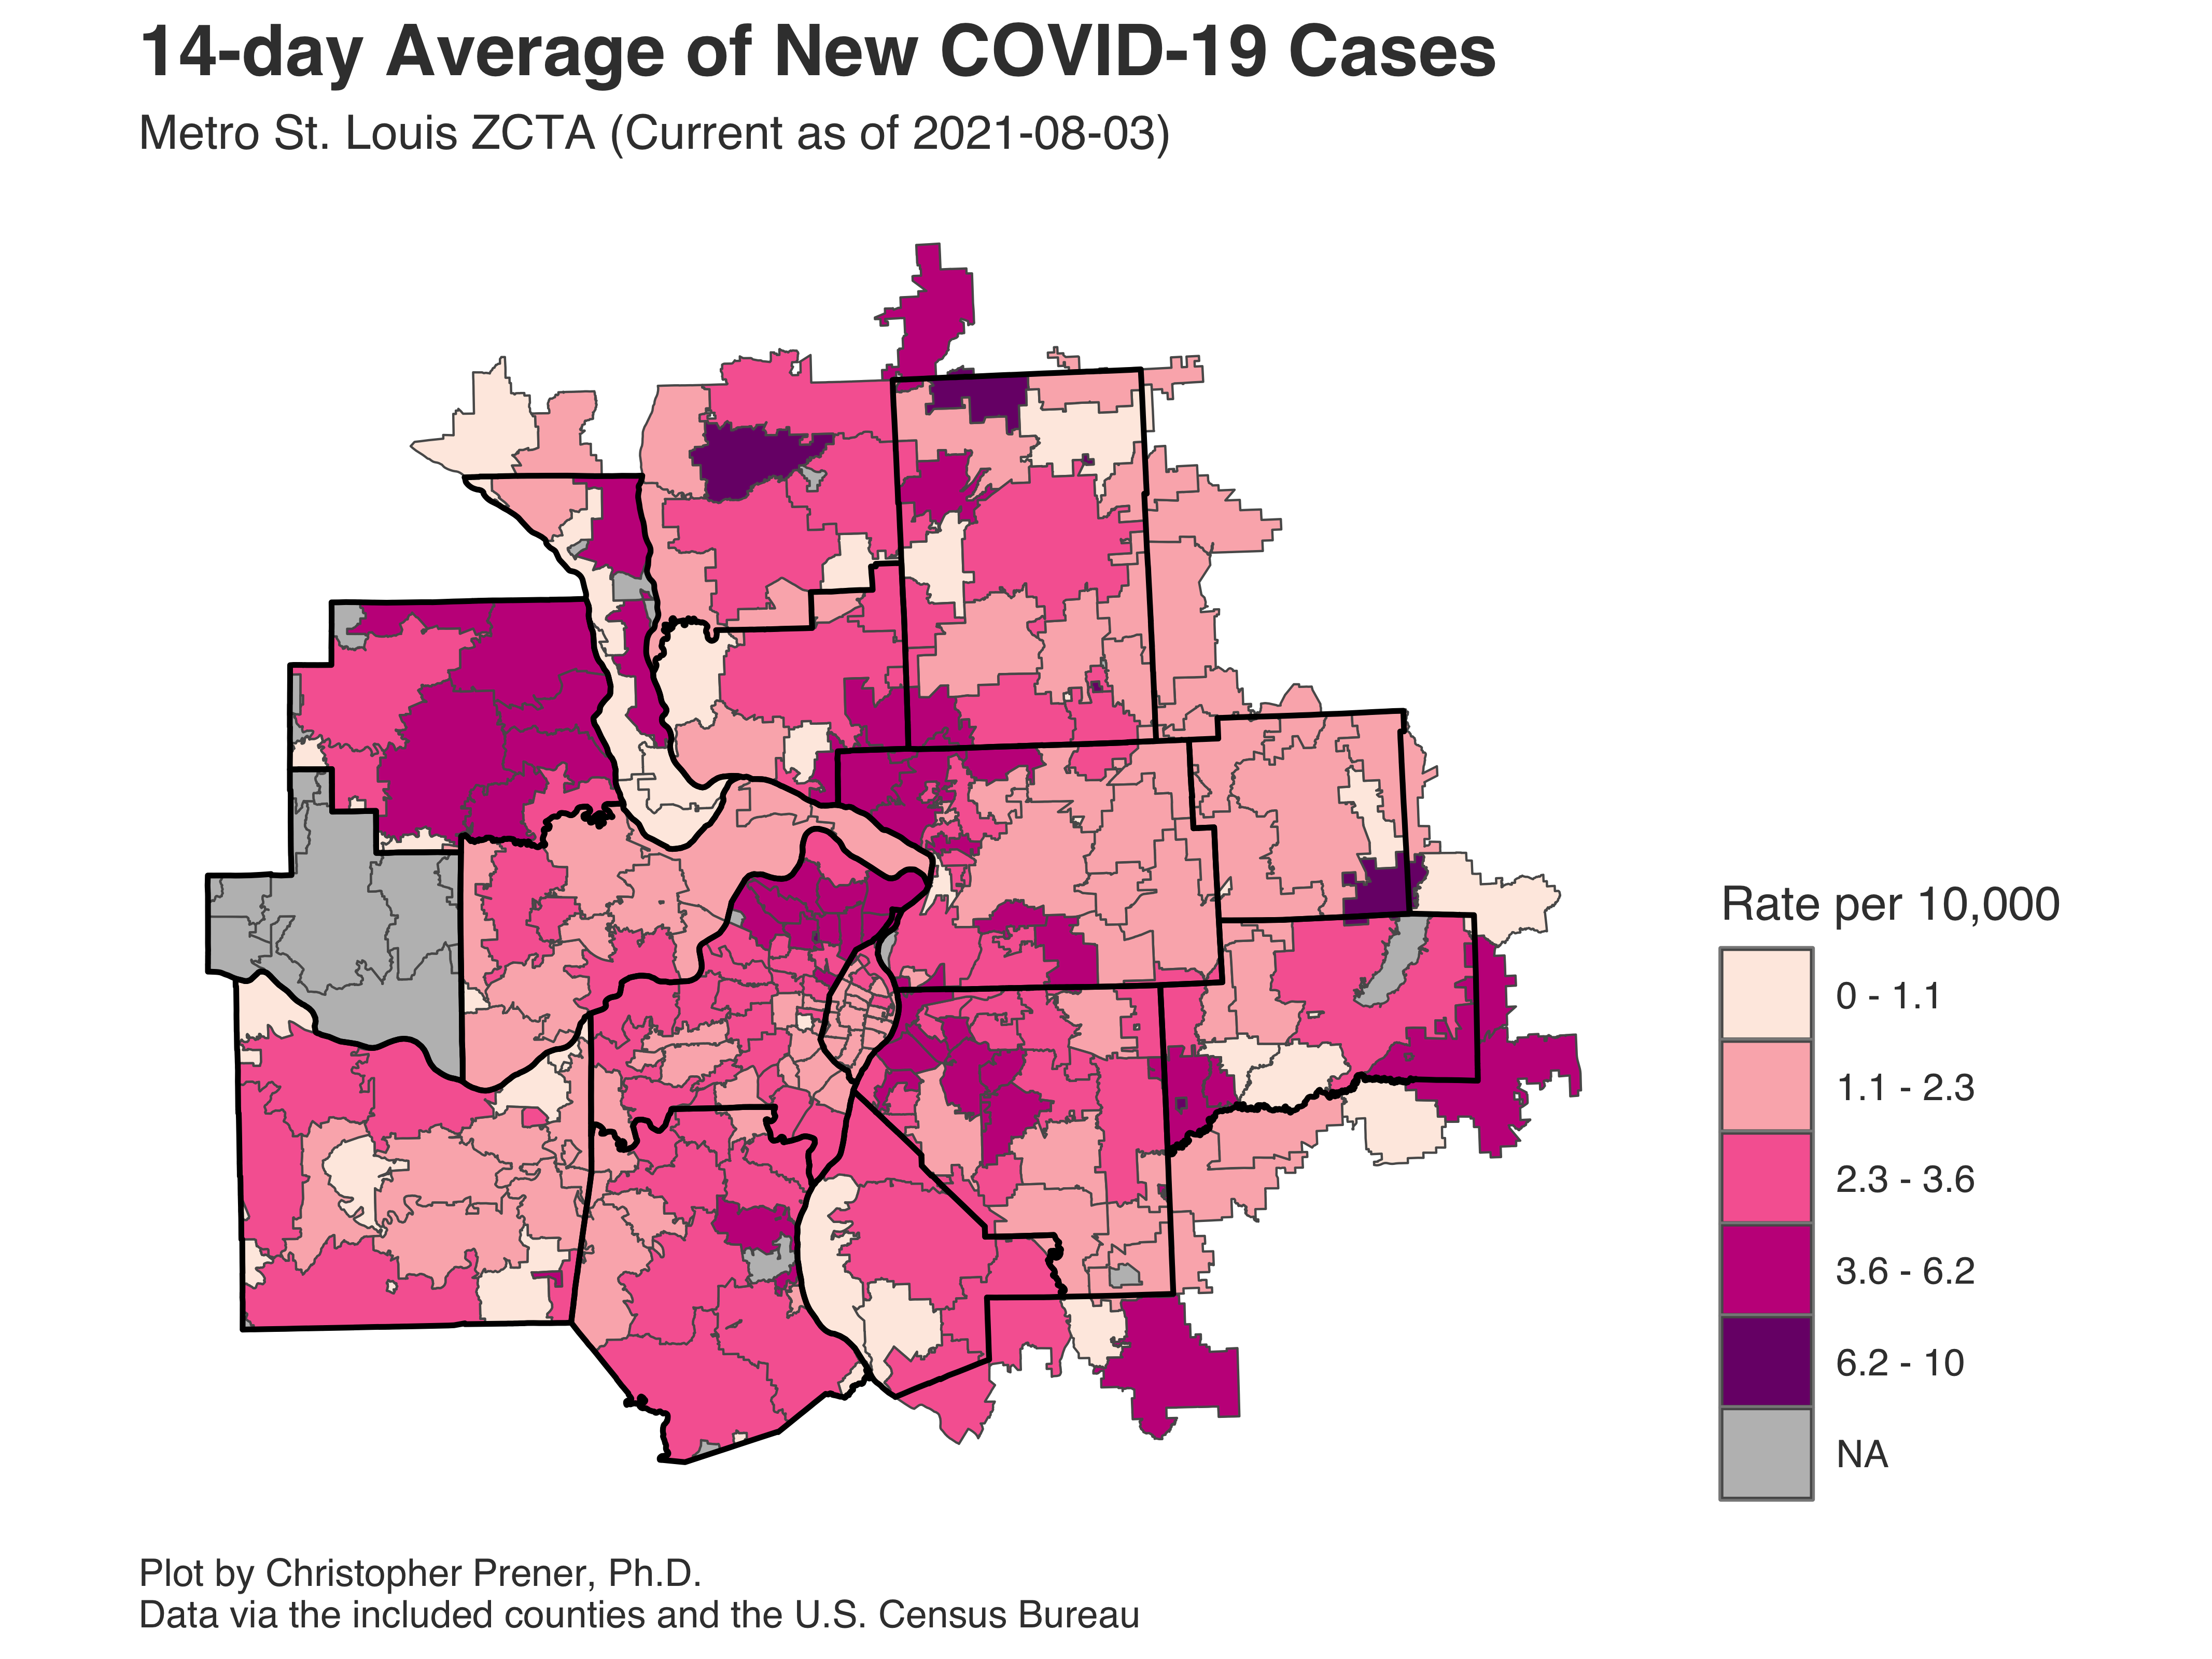 14-day Average of New COVID-19 Cases
Metro St. Louis ZCTA (Current as of 2021-08-03)
Rate per 10,000
0 - 1.1
1.1 - 2.3
2.3 - 3.6
3.6 - 6.2
6.2 - 10
NA
Plot by Christopher Prener, Ph.D.
Data via the included counties and the U.S. Census Bureau